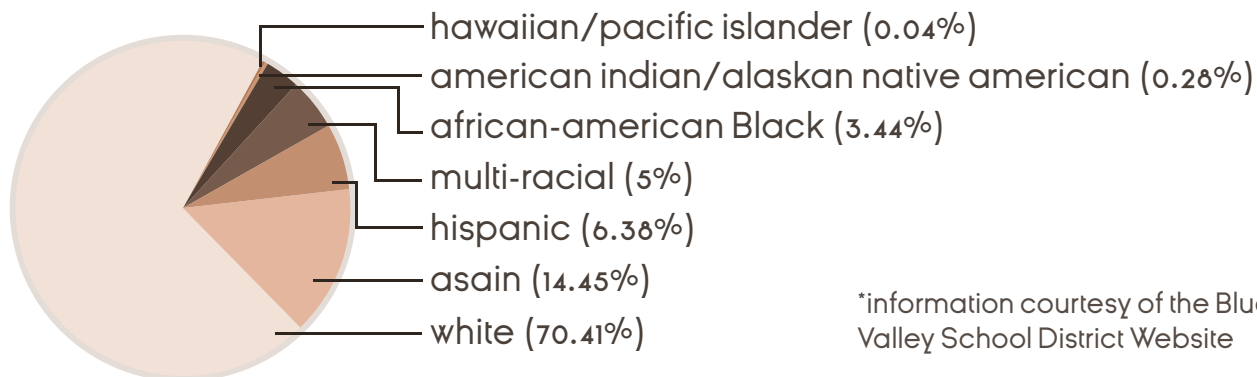 hawaiian/pacific islander (0.04%)
american indian/alaskan native american (0.28%)
african-american Black (3.44%)
multi-racial (5%)
hispanic (6.38%)
asain (14.45%)
white (70.41%)
*information courtesy of the Blue
Valley School District Website